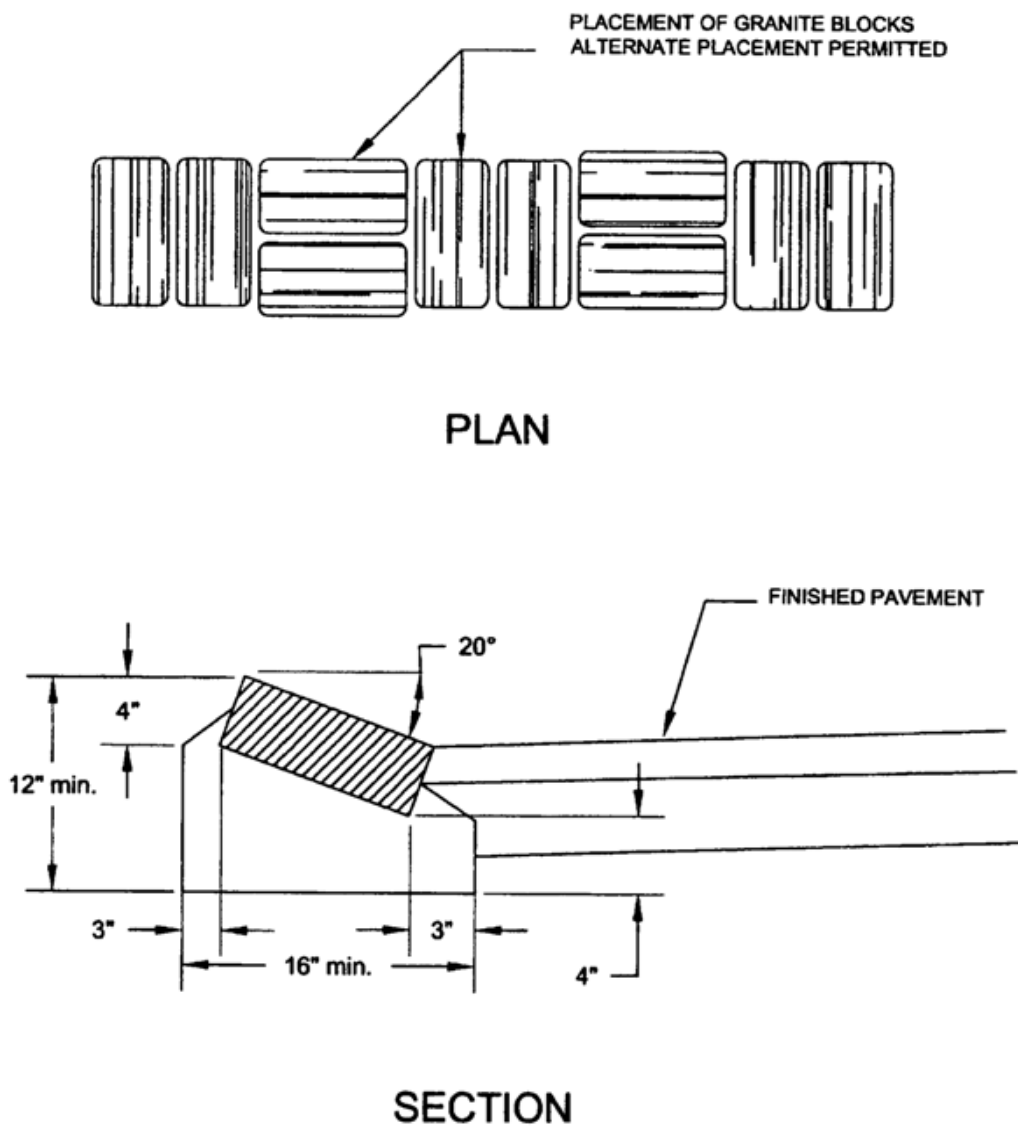 PLACEMENT OF GRANITE BLOCKS
ALTERNATE PLACEMENT PERMITTED
PLAN
FINISHED PAVEMENT
20°
4"
12" min.
3"
3"
16" min.
4"
SECTION